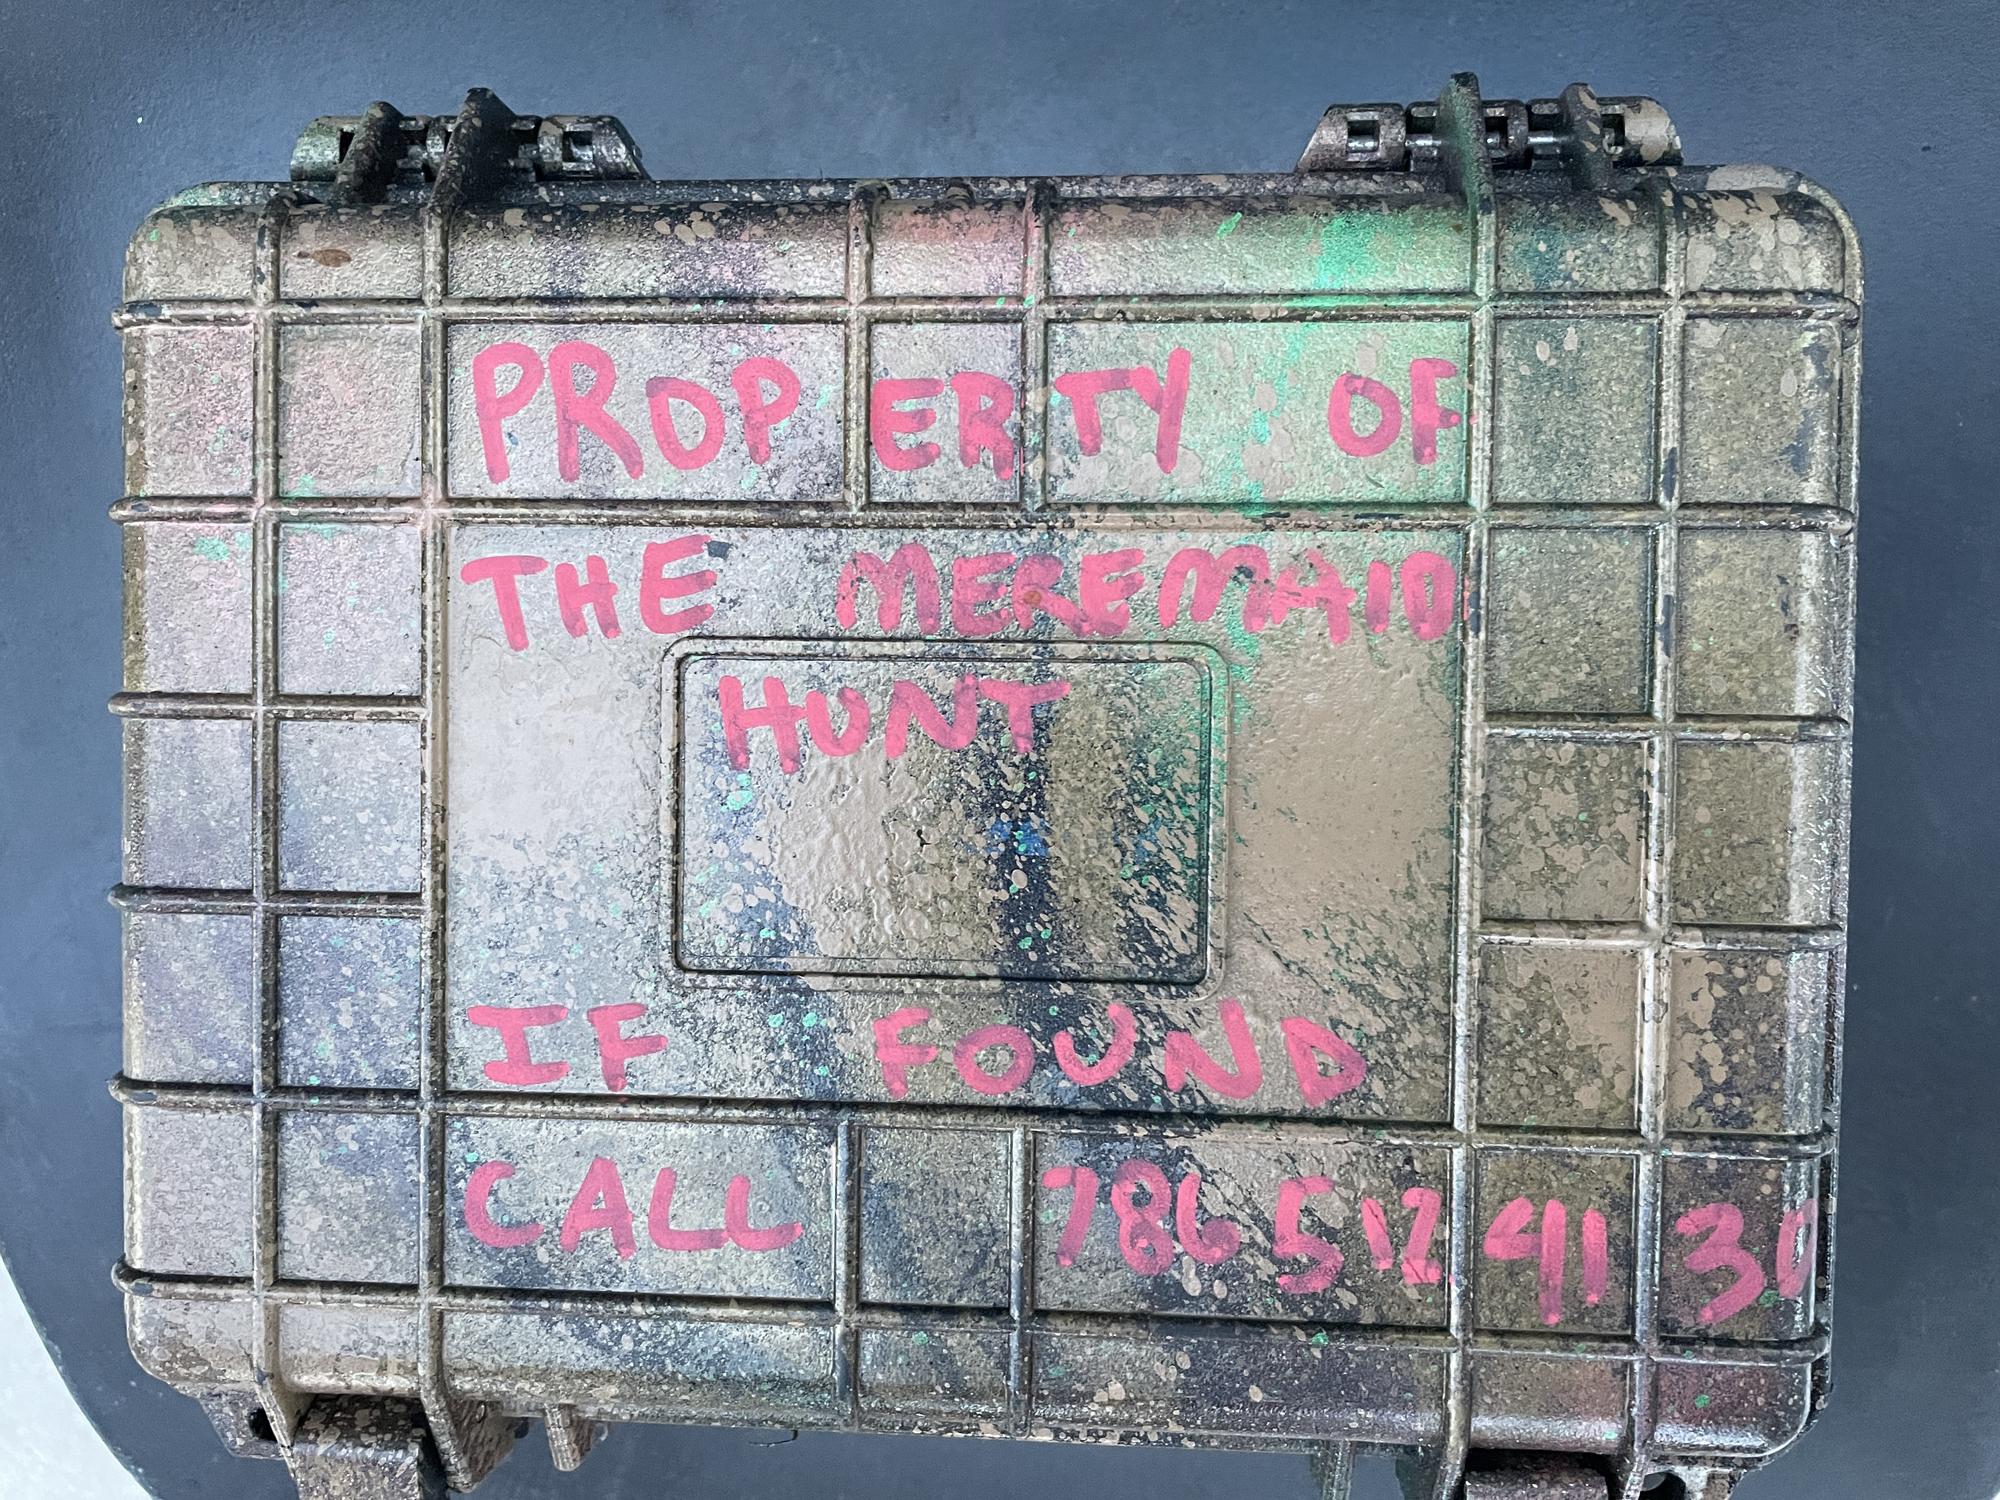 PROPERTY OF
THE MEREMAID
HUNT
IF FOUND
CALL 786 512 41 30